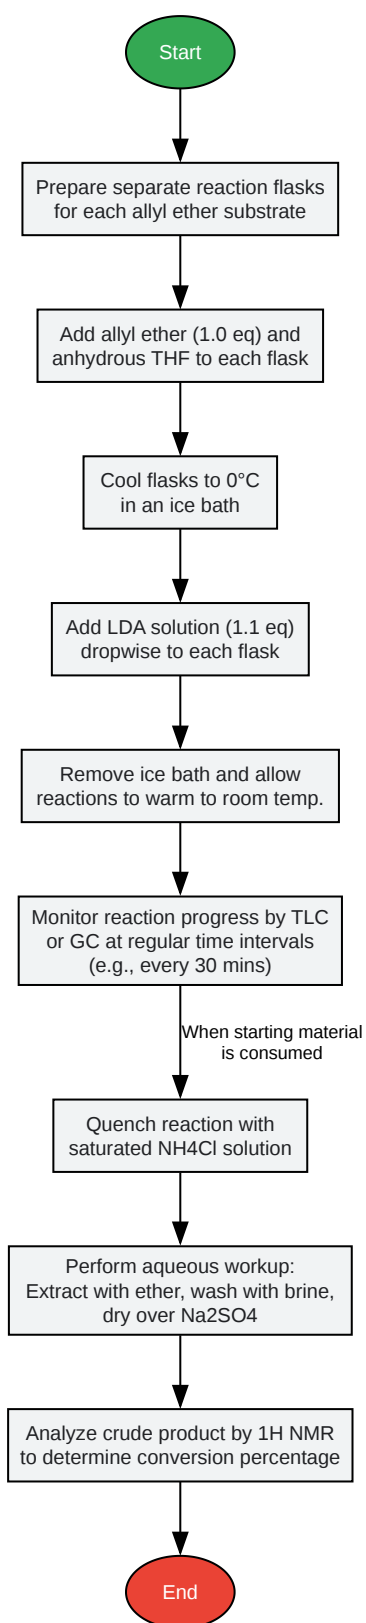 Start
Prepare separate reaction flasks
for each allyl ether substrate
Add allyl ether (1.0 eq) and
anhydrous THF to each flask
Cool flasks to 0°C
in an ice bath
Add LDA solution (1.1 eq)
dropwise to each flask
Remove ice bath and allow
reactions to warm to room temp.
Monitor reaction progress by TLC
or GC at regular time intervals
(e.g., every 30 mins)
When starting material
is consumed
Quench reaction with
saturated NH4Cl solution
Perform aqueous workup:
Extract with ether, wash with brine,
dry over Na2SO4
Analyze crude product by 1H NMR
to determine conversion percentage
End